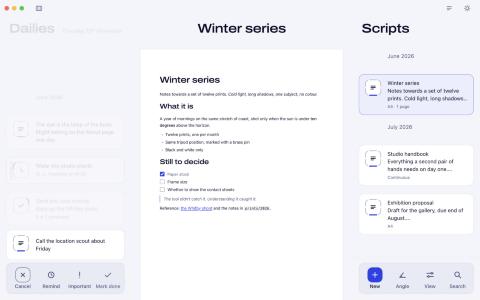 Dailies
Winter series
Scripts
June 2026
Winter series
Notes towards a set of twelve
prints. Cold light, long shadows...
A4 · 1 page
July 2026
Studio handbook
Everything a second pair of
hands needs on day one....
Continuous
Exhibition proposal
Draft for the gallery, due end of
August....
A4
Winter series
Notes towards a set of twelve prints. Cold light, long shadows, one subject, no colour.
What it is
A year of mornings on the same stretch of coast, shot only when the sun is under ten
degrees above the horizon.
- Twelve prints, one per month
- Same tripod position, marked with a brass pin
- Black and white only
Still to decide
Paper stock
Frame size
Whether to show the contact sheets
The tool didn't catch it, understanding it caught it.
Reference: the Whitby shoot and the notes in
Call the location scout about
Friday
Cancel
Remind
Important
Mark done
New
Angle
View
Search